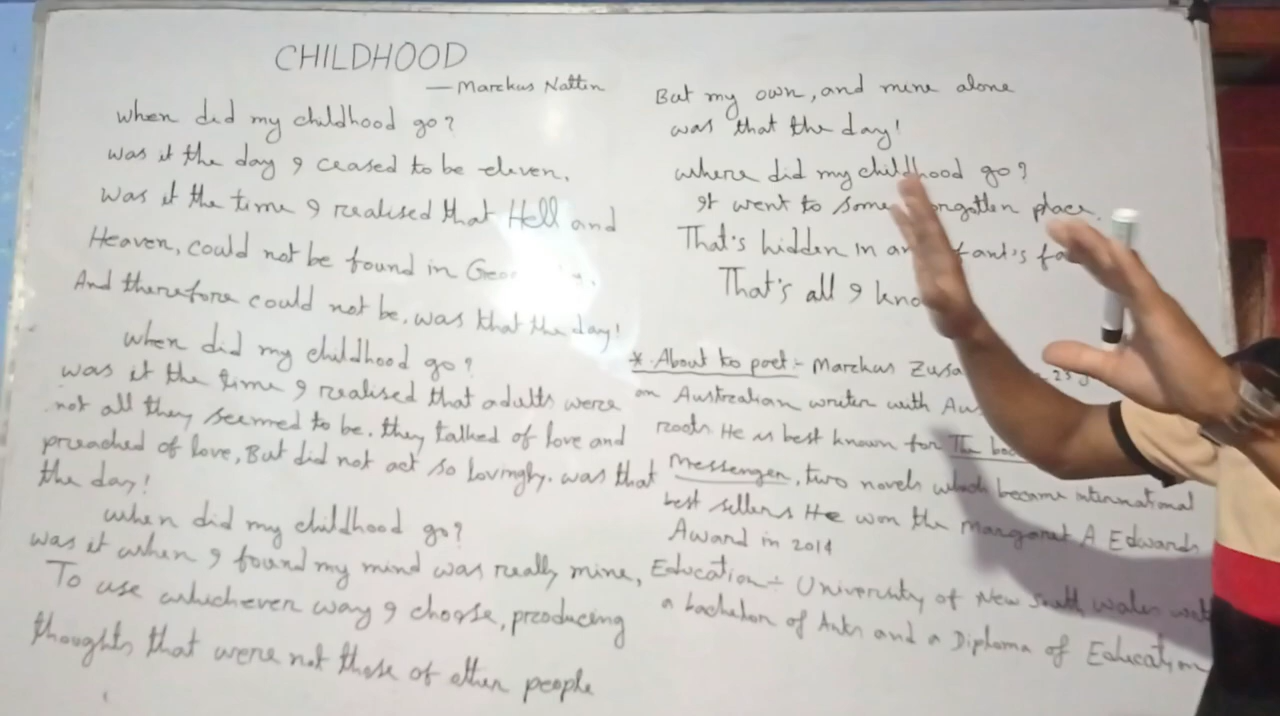 CHILDHOOD
— Marckus Nattin
when did my childhood go?
was it the day I ceased to be eleven,
was it the time I realised that Hell and
Heaven, could not be found in
And therefore could not be, was that the day!
when did my childhood go?
was it the time I realised that adults were
not all they seemed to be. they talked of love and
preached of love, But did not act so lovingly. was that
the day!
when did my childhood go?
was it when I found my mind was really mine,
To use whichever way I choose, producing
thoughts that were not those of other people
But my own, and mine alone
was that the day!
where did my childhood go?
It went to some place.
That's hidden in
That's all I
* About to poet :- Marckus
an Australian writer with
roots. He is best known for The
Messenger, two novels which became international
best sellers He won the Margaret A Edwards
Award in 2014
Education :- University of New South Wales
a bachelor of Arts and a Diploma of Education